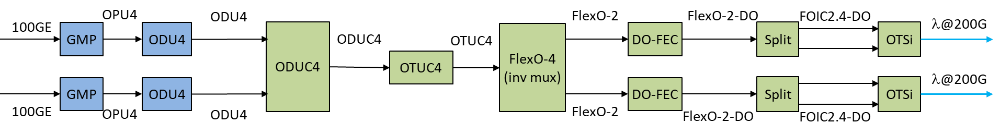 100GE
GMP
OPU4
ODU4
ODU4
ODUC4
ODUC4
OTUC4
OTUC4
FlexO-4
(inv mux)
FlexO-2
DO-FEC
FlexO-2-DO
Split
FOIC2.4-DO
OTSi
λ@200G
100GE
GMP
OPU4
ODU4
ODU4
FlexO-2
DO-FEC
FlexO-2-DO
Split
FOIC2.4-DO
OTSi
λ@200G